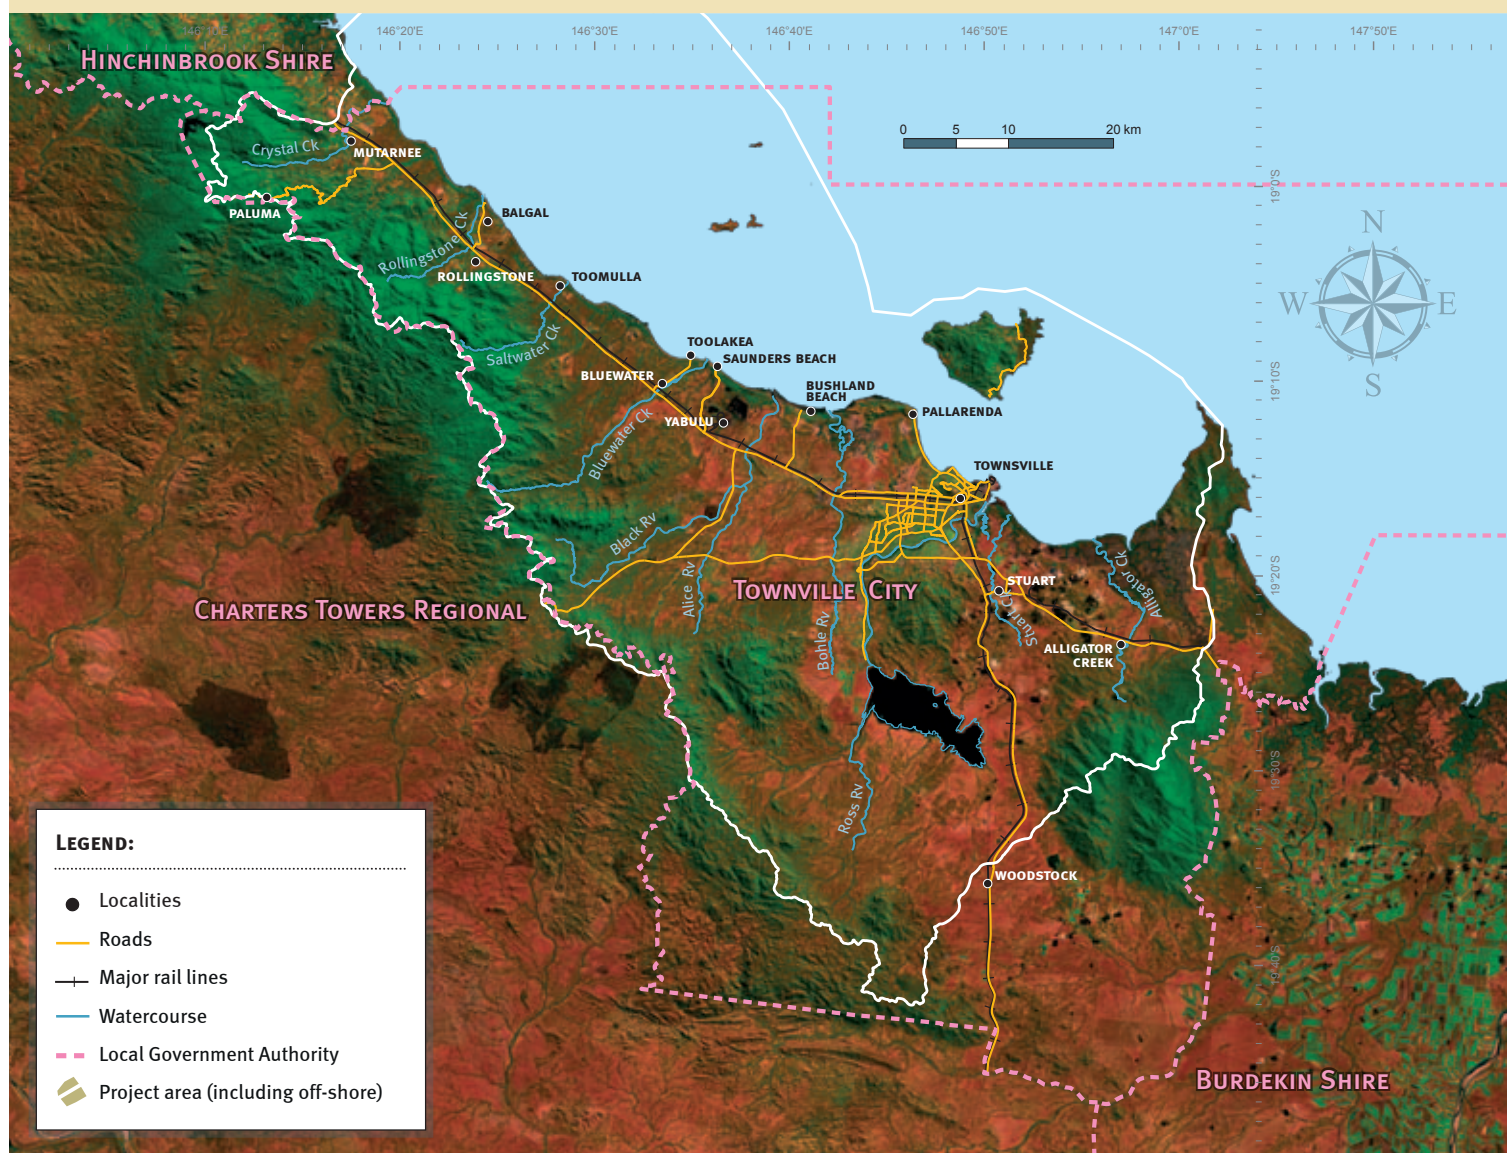 146°10'E
146°20'E
146°30'E
146°40'E
146°50'E
147°0'E
147°50'E
HINCHINBROOK SHIRE
0 5 10 20 km
Crystal Ck
MUTARNEE
19°0'S
PALUMA
BALGAL
N
Rollingstone Ck
ROLLINGSTONE
TOOMULLA
W
E
Saltwater Ck
TOOLAKEA
SAUNDERS BEACH
S
BLUEWATER
BUSHLAND
BEACH
19°10'S
YABULU
PALLARENDA
Bluewater Ck
TOWNSVILLE
Black Rv
Alice Rv
TOWNVILLE CITY
STUART
Alligator Ck
Alligator
19°20'S
CHARTERS TOWERS REGIONAL
Bohle Rv
Stuart Ck
Stuart
ALLIGATOR
CREEK
19°30'S
Ross Rv
LEGEND:
WOODSTOCK
Localities
Roads
19°40'S
Major rail lines
Watercourse
Local Government Authority
BURDEKIN SHIRE
Project area (including off-shore)